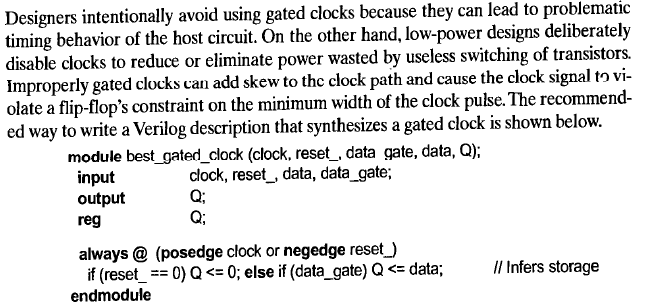 Designers intentionally avoid using gated clocks because they can lead to problematic
timing behavior of the host circuit. On the other hand, low-power designs deliberately
disable clocks to reduce or eliminate power wasted by useless switching of transistors.
Improperly gated clocks can add skew to the clock path and cause the clock signal to vi-
olate a flip-flop's constraint on the minimum width of the clock pulse. The recommend-
ed way to write a Verilog description that synthesizes a gated clock is shown below.
module best_gated_clock (clock, reset_, data_gate, data, Q);
input clock, reset_, data, data_gate;
output Q;
reg Q;
always @ (posedge clock or negedge reset_)
if (reset_ == 0) Q <= 0; else if (data_gate) Q <= data; // Infers storage
endmodule